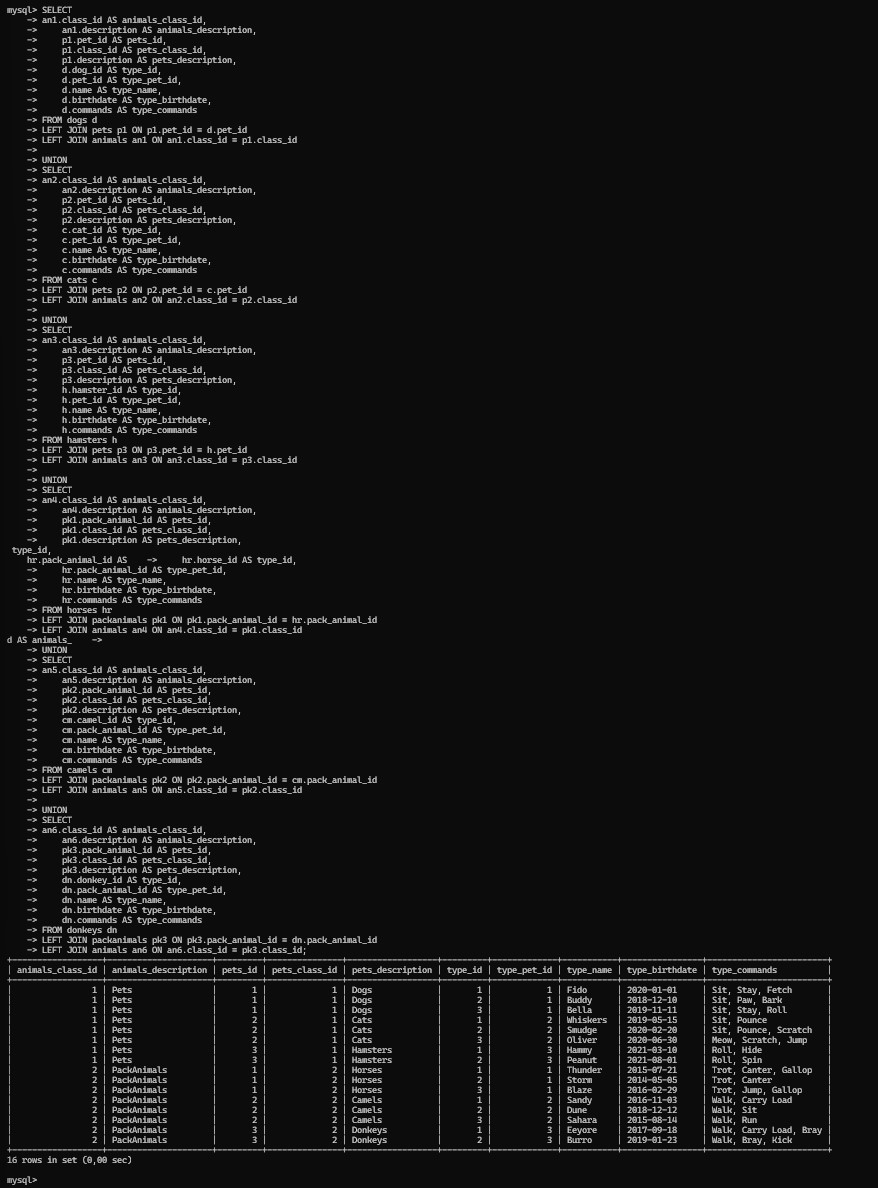 mysql> SELECT
    -> an1.class_id AS animals_class_id,
    ->     an1.description AS animals_description,
    ->     p1.pet_id AS pets_id,
    ->     p1.class_id AS pets_class_id,
    ->     p1.description AS pets_description,
    ->     d.dog_id AS type_id,
    ->     d.pet_id AS type_pet_id,
    ->     d.name AS type_name,
    ->     d.birthdate AS type_birthdate,
    ->     d.commands AS type_commands
    -> FROM dogs d
    -> LEFT JOIN pets p1 ON p1.pet_id = d.pet_id
    -> LEFT JOIN animals an1 ON an1.class_id = p1.class_id
    ->
    -> UNION
    -> SELECT
    -> an2.class_id AS animals_class_id,
    ->     an2.description AS animals_description,
    ->     p2.pet_id AS pets_id,
    ->     p2.class_id AS pets_class_id,
    ->     p2.description AS pets_description,
    ->     c.cat_id AS type_id,
    ->     c.pet_id AS type_pet_id,
    ->     c.name AS type_name,
    ->     c.birthdate AS type_birthdate,
    ->     c.commands AS type_commands
    -> FROM cats c
    -> LEFT JOIN pets p2 ON p2.pet_id = c.pet_id
    -> LEFT JOIN animals an2 ON an2.class_id = p2.class_id
    ->
    -> UNION
    -> SELECT
    -> an3.class_id AS animals_class_id,
    ->     an3.description AS animals_description,
    ->     p3.pet_id AS pets_id,
    ->     p3.class_id AS pets_class_id,
    ->     p3.description AS pets_description,
    ->     h.hamster_id AS type_id,
    ->     h.pet_id AS type_pet_id,
    ->     h.name AS type_name,
    ->     h.birthdate AS type_birthdate,
    ->     h.commands AS type_commands
    -> FROM hamsters h
    -> LEFT JOIN pets p3 ON p3.pet_id = h.pet_id
    -> LEFT JOIN animals an3 ON an3.class_id = p3.class_id
    ->
    -> UNION
    -> SELECT
    -> an4.class_id AS animals_class_id,
    ->     an4.description AS animals_description,
    ->     pk1.pack_animal_id AS pets_id,
    ->     pk1.class_id AS pets_class_id,
    ->     pk1.description AS pets_description,
 type_id,
    hr.pack_animal_id AS    ->     hr.horse_id AS type_id,
    ->     hr.pack_animal_id AS type_pet_id,
    ->     hr.name AS type_name,
    ->     hr.birthdate AS type_birthdate,
    ->     hr.commands AS type_commands
    -> FROM horses hr
    -> LEFT JOIN packanimals pk1 ON pk1.pack_animal_id = hr.pack_animal_id
    -> LEFT JOIN animals an4 ON an4.class_id = pk1.class_id
d AS animals_    ->
    -> UNION
    -> SELECT
    -> an5.class_id AS animals_class_id,
    ->     an5.description AS animals_description,
    ->     pk2.pack_animal_id AS pets_id,
    ->     pk2.class_id AS pets_class_id,
    ->     pk2.description AS pets_description,
    ->     cm.camel_id AS type_id,
    ->     cm.pack_animal_id AS type_pet_id,
    ->     cm.name AS type_name,
    ->     cm.birthdate AS type_birthdate,
    ->     cm.commands AS type_commands
    -> FROM camels cm
    -> LEFT JOIN packanimals pk2 ON pk2.pack_animal_id = cm.pack_animal_id
    -> LEFT JOIN animals an5 ON an5.class_id = pk2.class_id
    ->
    -> UNION
    -> SELECT
    -> an6.class_id AS animals_class_id,
    ->     an6.description AS animals_description,
    ->     pk3.pack_animal_id AS pets_id,
    ->     pk3.class_id AS pets_class_id,
    ->     pk3.description AS pets_description,
    ->     dn.donkey_id AS type_id,
    ->     dn.pack_animal_id AS type_pet_id,
    ->     dn.name AS type_name,
    ->     dn.birthdate AS type_birthdate,
    ->     dn.commands AS type_commands
    -> FROM donkeys dn
    -> LEFT JOIN packanimals pk3 ON pk3.pack_animal_id = dn.pack_animal_id
    -> LEFT JOIN animals an6 ON an6.class_id = pk3.class_id;
| animals_class_id | animals_description | pets_id | pets_class_id | pets_description | type_id | type_pet_id | type_name | type_birthdate | type_commands |
| 1 | Pets | 1 | 1 | Dogs | 1 | 1 | Fido | 2020-01-01 | Sit, Stay, Fetch |
| 1 | Pets | 1 | 1 | Dogs | 2 | 1 | Buddy | 2018-12-10 | Sit, Paw, Bark |
| 1 | Pets | 1 | 1 | Dogs | 3 | 1 | Bella | 2019-11-11 | Sit, Stay, Roll |
| 1 | Pets | 2 | 1 | Cats | 1 | 2 | Whiskers | 2019-05-15 | Sit, Pounce |
| 1 | Pets | 2 | 1 | Cats | 2 | 2 | Smudge | 2020-02-20 | Sit, Pounce, Scratch |
| 1 | Pets | 2 | 1 | Cats | 3 | 2 | Oliver | 2020-06-30 | Meow, Scratch, Jump |
| 1 | Pets | 3 | 1 | Hamsters | 1 | 3 | Hammy | 2021-03-10 | Roll, Hide |
| 1 | Pets | 3 | 1 | Hamsters | 2 | 3 | Peanut | 2021-08-01 | Roll, Spin |
| 2 | PackAnimals | 1 | 2 | Horses | 1 | 1 | Thunder | 2015-07-21 | Trot, Canter, Gallop |
| 2 | PackAnimals | 1 | 2 | Horses | 2 | 1 | Storm | 2014-05-05 | Trot, Canter |
| 2 | PackAnimals | 1 | 2 | Horses | 3 | 1 | Blaze | 2016-02-29 | Trot, Jump, Gallop |
| 2 | PackAnimals | 2 | 2 | Camels | 1 | 2 | Sandy | 2016-11-03 | Walk, Carry Load |
| 2 | PackAnimals | 2 | 2 | Camels | 2 | 2 | Dune | 2018-12-12 | Walk, Sit |
| 2 | PackAnimals | 2 | 2 | Camels | 3 | 2 | Sahara | 2015-08-14 | Walk, Run |
| 2 | PackAnimals | 3 | 2 | Donkeys | 1 | 3 | Eeyore | 2017-09-18 | Walk, Carry Load, Bray |
| 2 | PackAnimals | 3 | 2 | Donkeys | 2 | 3 | Burro | 2019-01-23 | Walk, Bray, Kick |
16 rows in set (0,00 sec)
mysql>